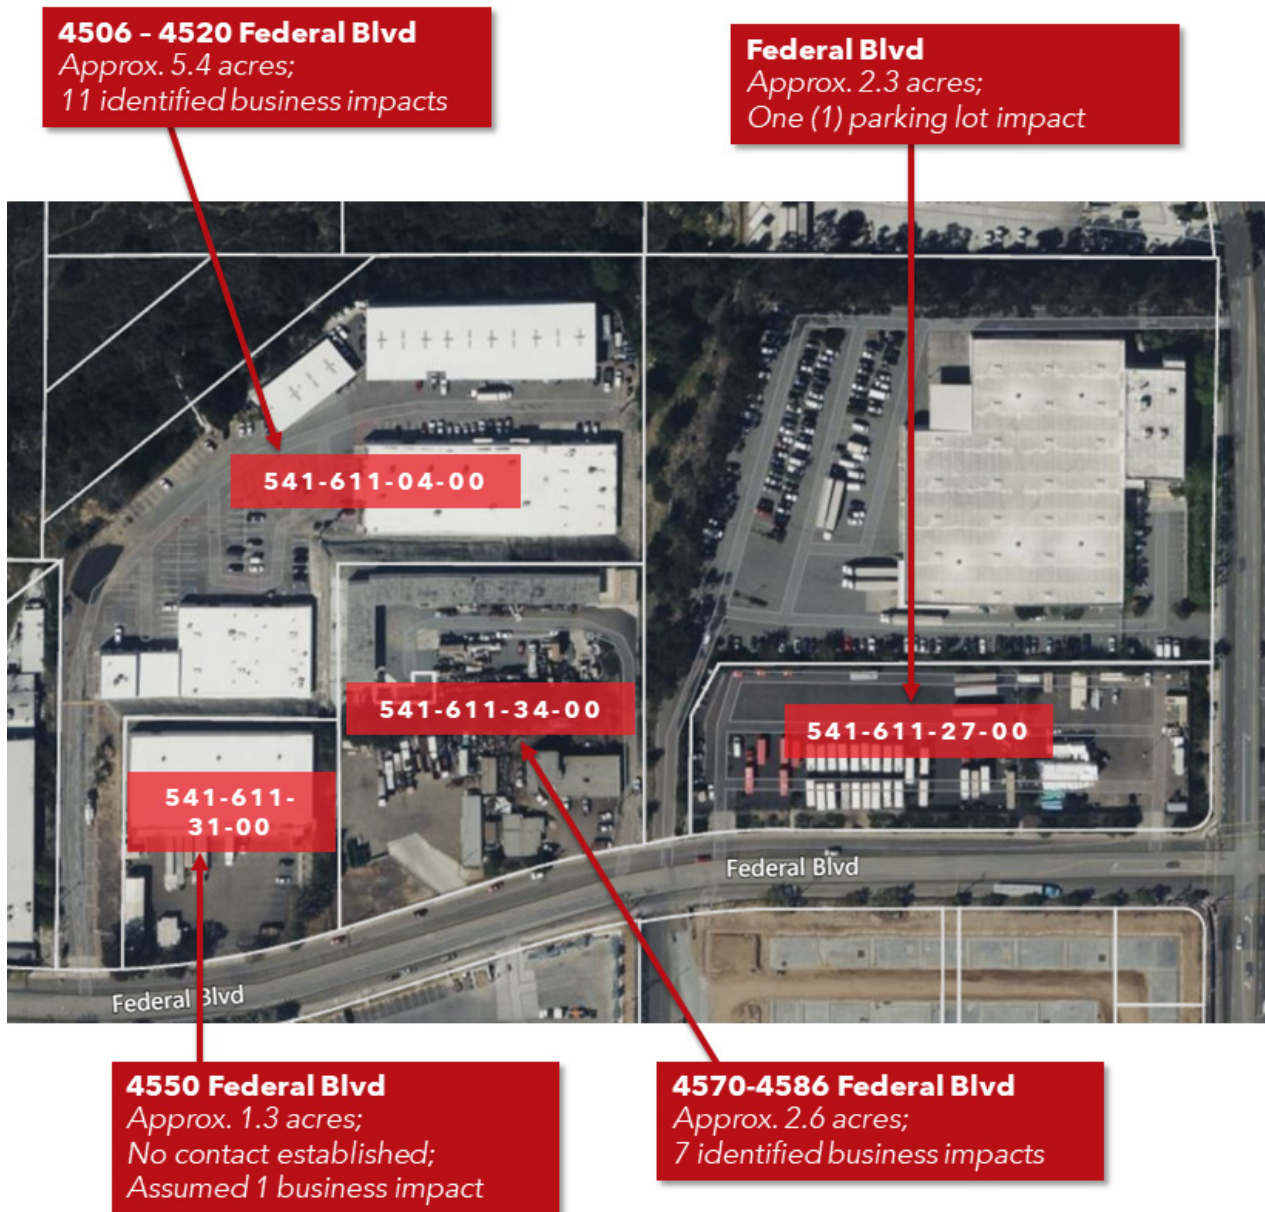 4506 – 4520 Federal Blvd
Approx. 5.4 acres;
11 identified business impacts
Federal Blvd
Approx. 2.3 acres;
One (1) parking lot impact
541-611-04-00
541-611-34-00
541-611-27-00
541-611-
31-00
Federal Blvd
Federal Blvd
4550 Federal Blvd
Approx. 1.3 acres;
No contact established;
Assumed 1 business impact
4570-4586 Federal Blvd
Approx. 2.6 acres;
7 identified business impacts